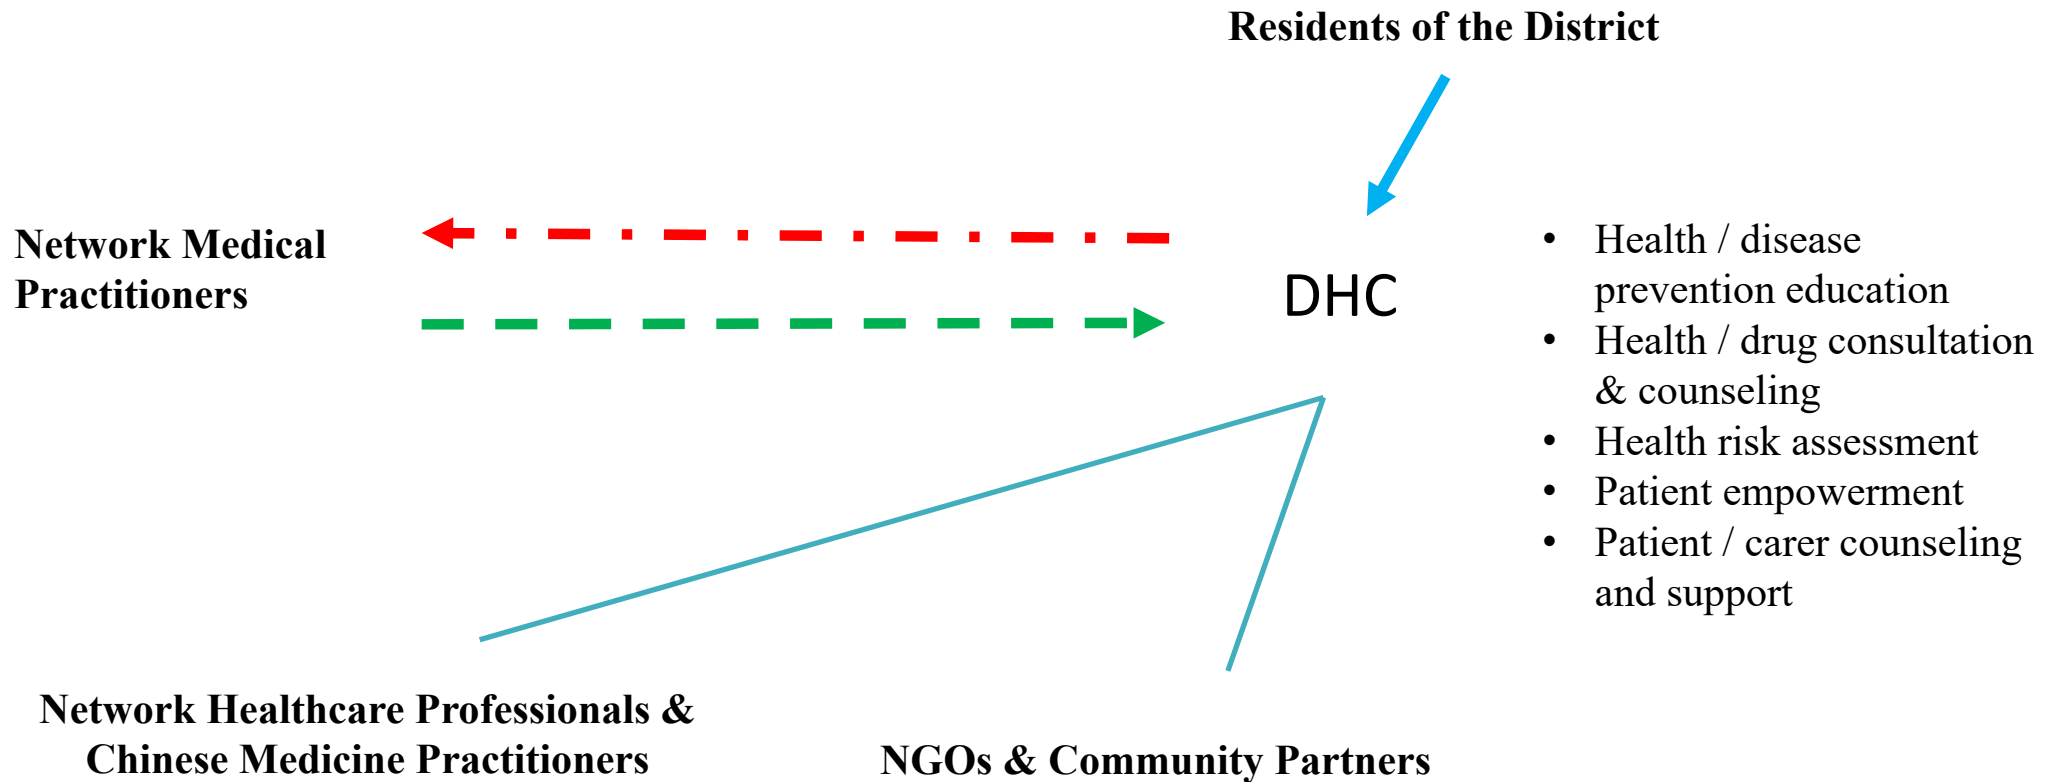 Residents of the District
Network Medical
Practitioners
DHC
• Health / disease
prevention education
• Health / drug consultation
& counseling
• Health risk assessment
• Patient empowerment
• Patient / carer counseling
and support
Network Healthcare Professionals &
Chinese Medicine Practitioners
NGOs & Community Partners